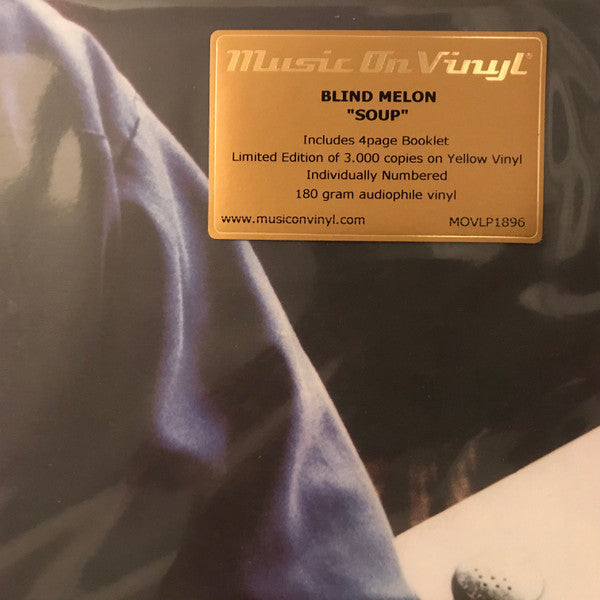 Music On Vinyl®
BLIND MELON
"SOUP"
Includes 4page Booklet
Limited Edition of 3.000 copies on Yellow Vinyl
Individually Numbered
180 gram audiophile vinyl
www.musiconvinyl.com
MOVLP1896